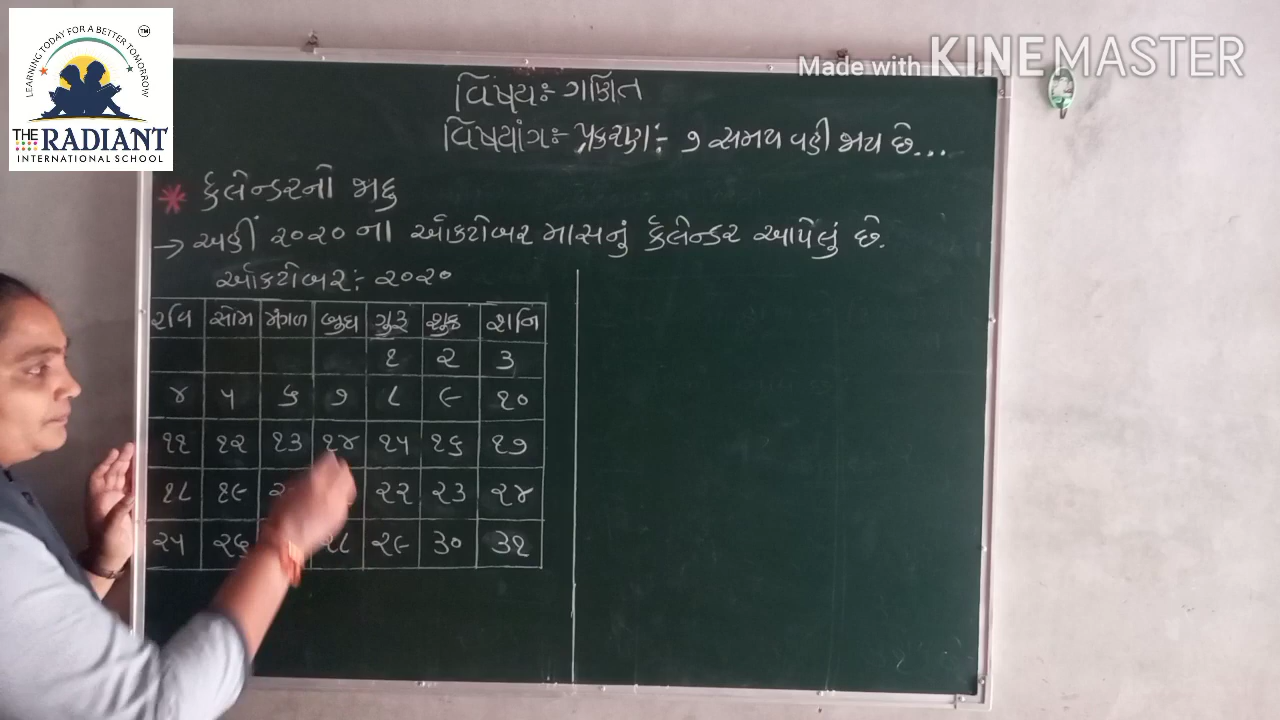 LEARNING TODAY FOR A BETTER TOMORROW
TM
THE RADIANT
INTERNATIONAL SCHOOL
Made with KINEMASTER
વિષયઃ ગણિત
વિષયાંગઃ પ્રકરણઃ- ૭ સમય વહી જાય છે...
* કેલેન્ડરનો જાદુ
→ અહીં ૨૦૨૦ ના ઑક્ટોબર માસનું કેલેન્ડર આપેલું છે.
ઑક્ટોબરઃ- ૨૦૨૦
રવિ સોમ મંગળ બુધ ગુરૂ શુક્ર શનિ
૧ ૨ ૩
૪ ૫ ૬ ૭ ૮ ૯ ૧૦
૧૧ ૧૨ ૧૩ ૧૪ ૧૫ ૧૬ ૧૭
૧૮ ૧૯ ૨૨ ૨૩ ૨૪
૨૫ ૨૬ ૨૮ ૨૯ ૩૦ ૩૧